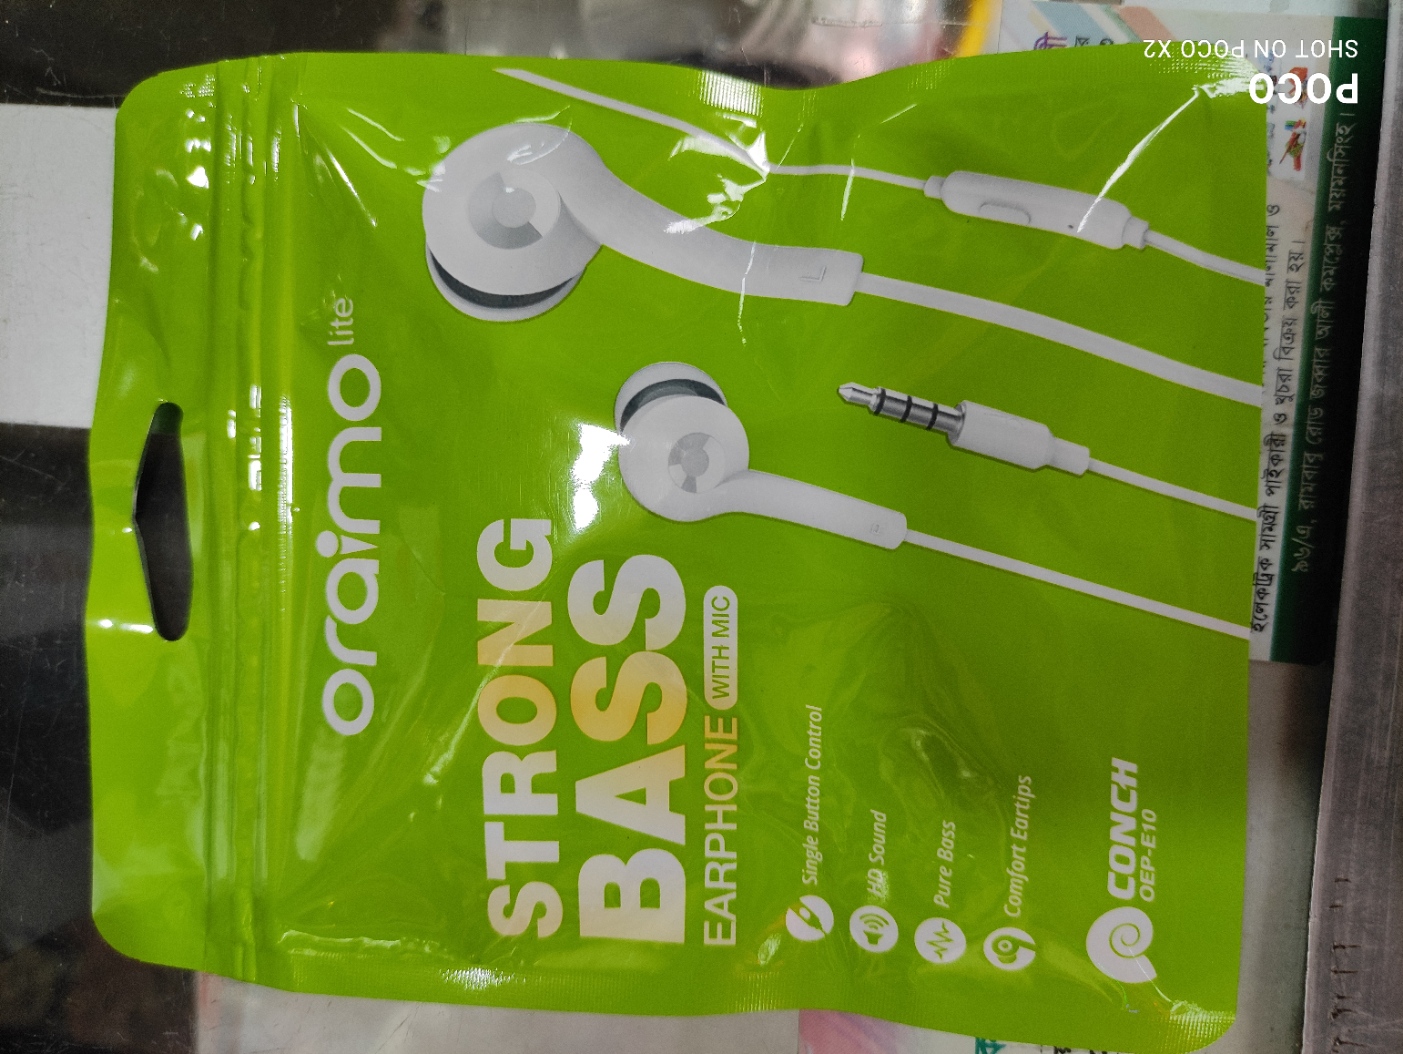 oraimo lite
STRONG
BASS
EARPHONE WITH MIC
Single Button Control
HD Sound
Pure Bass
Comfort Eartips
CONCH
OEP-E10
L
ইলেকট্রিক সামগ্রী পাইকারী ও খুচরা বিক্রয় করা হয়।
৯৬/এ, রামবাবু রোড জব্বার আলী কমপ্লেক্স, ময়মনসিংহ।
POCO
SHOT ON POCO X2